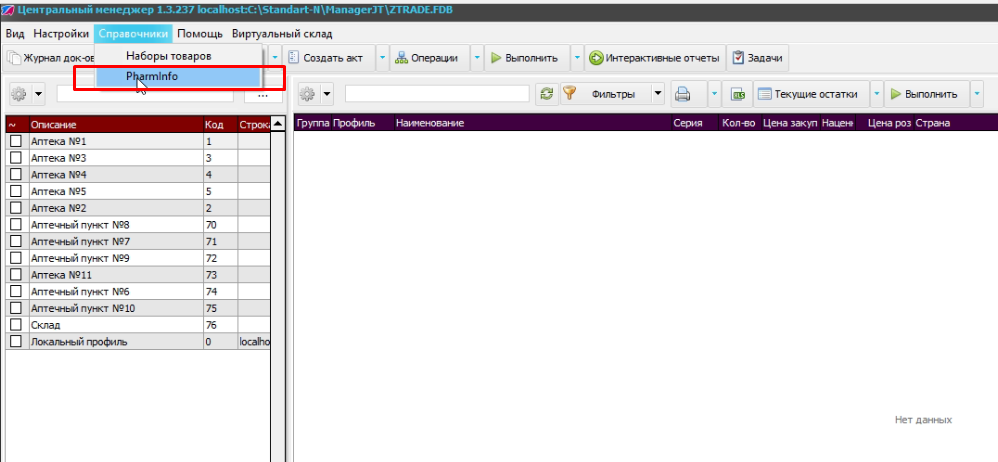 Центральный менеджер 1.3.237 localhost:C:\Standart-N\ManagerJT\ZTRADE.FDB
Вид Настройки Справочники Помощь Виртуальный склад
Журнал док-ов Создать акт Операции Выполнить Интерактивные отчеты Задачи
Наборы товаров
PharmInfo
... Фильтры Текущие остатки Выполнить
~ Описание Код Строка
Группа Профиль Наименование Серия Кол-во Цена закуп Нацен Цена роз Страна
Аптека №1 1
Аптека №3 3
Аптека №4 4
Аптека №5 5
Аптека №2 2
Аптечный пункт №8 70
Аптечный пункт №7 71
Аптечный пункт №9 72
Аптека №11 73
Аптечный пункт №6 74
Аптечный пункт №10 75
Склад 76
Локальный профиль 0 localho
Нет данных